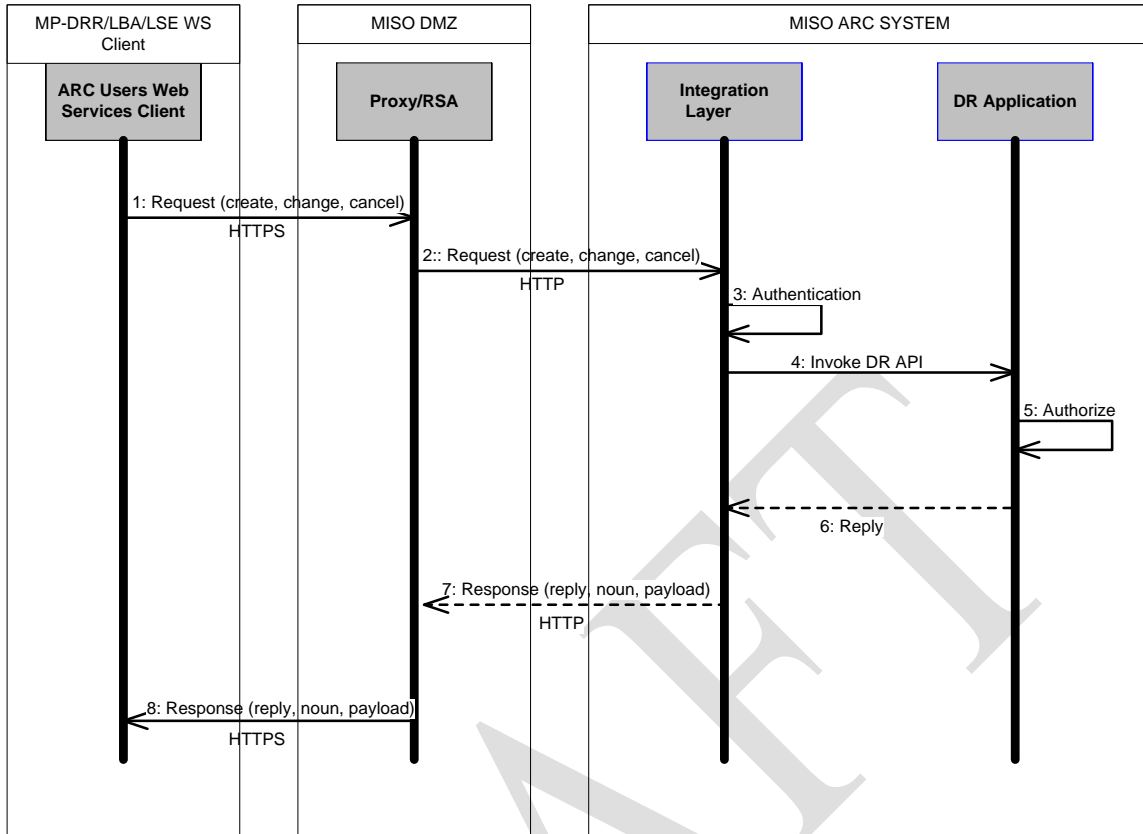 MP-DRR/LBA/LSE WS
Client
MISO DMZ
MISO ARC SYSTEM
ARC Users Web
Services Client
Proxy/RSA
Integration
Layer
DR Application
1: Request (create, change, cancel)
HTTPS
2:: Request (create, change, cancel)
HTTP
3: Authentication
4: Invoke DR API
5: Authorize
6: Reply
7: Response (reply, noun, payload)
HTTP
8: Response (reply, noun, payload)
HTTPS
AFT